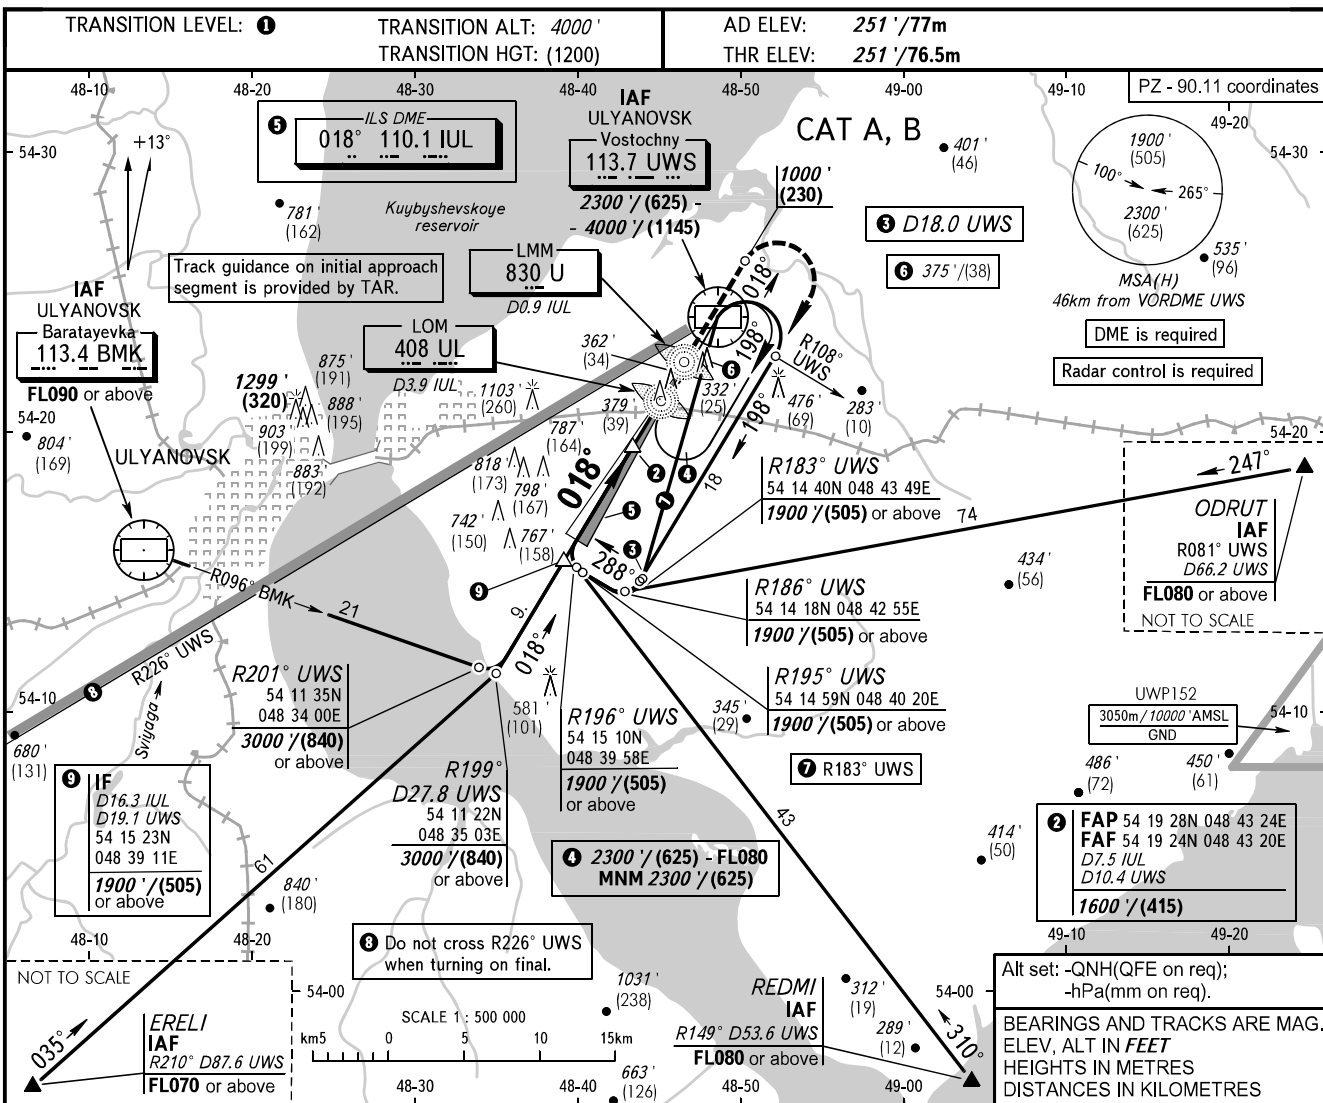 TRANSITION LEVEL: ❶
TRANSITION ALT: 4000 '
TRANSITION HGT: (1200)
AD ELEV: 251 '/77m
THR ELEV: 251 '/76.5m
48-10
48-20
48-30
48-40
48-50
49-00
49-10
PZ - 90.11 coordinates
49-20
54-30
54-30
+13°
❺
ILS DME
018° 110.1 IUL
IAF
ULYANOVSK
Vostochny
113.7 UWS
2300 '/(625) -
- 4000 '/(1145)
CAT A, B
1000 '
(230)
401 '
(46)
1900 '
(505)
100°
265°
2300 '
(625)
MSA(H)
46km from VORDME UWS
535 '
(96)
781 '
(162)
Kuybyshevskoye
reservoir
❸ D18.0 UWS
❻ 375 '/(38)
DME is required
Radar control is required
Track guidance on initial approach
segment is provided by TAR.
LMM
830 U
D0.9 IUL
LOM
408 UL
D3.9 IUL
IAF
ULYANOVSK
Baratayevka
113.4 BMK
FL090 or above
018°
198°
R108°
UWS
362 '
(34)
❻
332 '
(25)
476 '
(69)
283 '
(10)
875 '
(191)
1299 '
(320)
888 '
(195)
903 '
(199)
883 '
(192)
1103 '
(260)
379 '
(39)
198°
54-20
804 '
(169)
ULYANOVSK
54-20
787 '
(164)
818 '
(173)
798 '
(167)
742 '
(150)
767 '
(158)
018°
❷
❹
❼
❺
❸
18
R183° UWS
54 14 40N 048 43 49E
1900 '/(505) or above
74
247°
ODRUT
IAF
R081° UWS
D66.2 UWS
FL080 or above
NOT TO SCALE
434 '
(56)
288°
❾
R096° BMK
21
9.
018°
R186° UWS
54 14 18N 048 42 55E
1900 '/(505) or above
R226° UWS
❽
R201° UWS
54 11 35N
048 34 00E
3000 '/(840)
or above
R195° UWS
54 14 59N 048 40 20E
1900 '/(505) or above
581 '
(101)
R196° UWS
54 15 10N
048 39 58E
1900 '/(505)
or above
345 '
(29)
❼ R183° UWS
UWP152
3050m/10000 'AMSL
GND
54-10
54-10
Sviyaga
680 '
(131)
450 '
(61)
486 '
(72)
❾ IF
D16.3 IUL
D19.1 UWS
54 15 23N
048 39 11E
1900 '/(505)
or above
R199°
D27.8 UWS
54 11 22N
048 35 03E
3000 '/(840)
or above
❹ 2300 '/(625) - FL080
MNM 2300 '/(625)
43
❷ FAP 54 19 28N 048 43 24E
FAF 54 19 24N 048 43 20E
D7.5 IUL
D10.4 UWS
1600 '/(415)
414 '
(50)
61
840 '
(180)
48-10
48-20
49-10
49-20
❽ Do not cross R226° UWS
when turning on final.
NOT TO SCALE
54-00
54-00
1031 '
(238)
312 '
(19)
289 '
(12)
REDMI
IAF
R149° D53.6 UWS
FL080 or above
310°
035°
ERELI
IAF
R210° D87.6 UWS
FL070 or above
SCALE 1 : 500 000
km5 0 5 10 15km
663 '
(126)
48-30
48-40
48-50
49-00
Alt set: -QNH(QFE on req);
-hPa(mm on req).
BEARINGS AND TRACKS ARE MAG.
ELEV, ALT IN FEET
HEIGHTS IN METRES
DISTANCES IN KILOMETRES